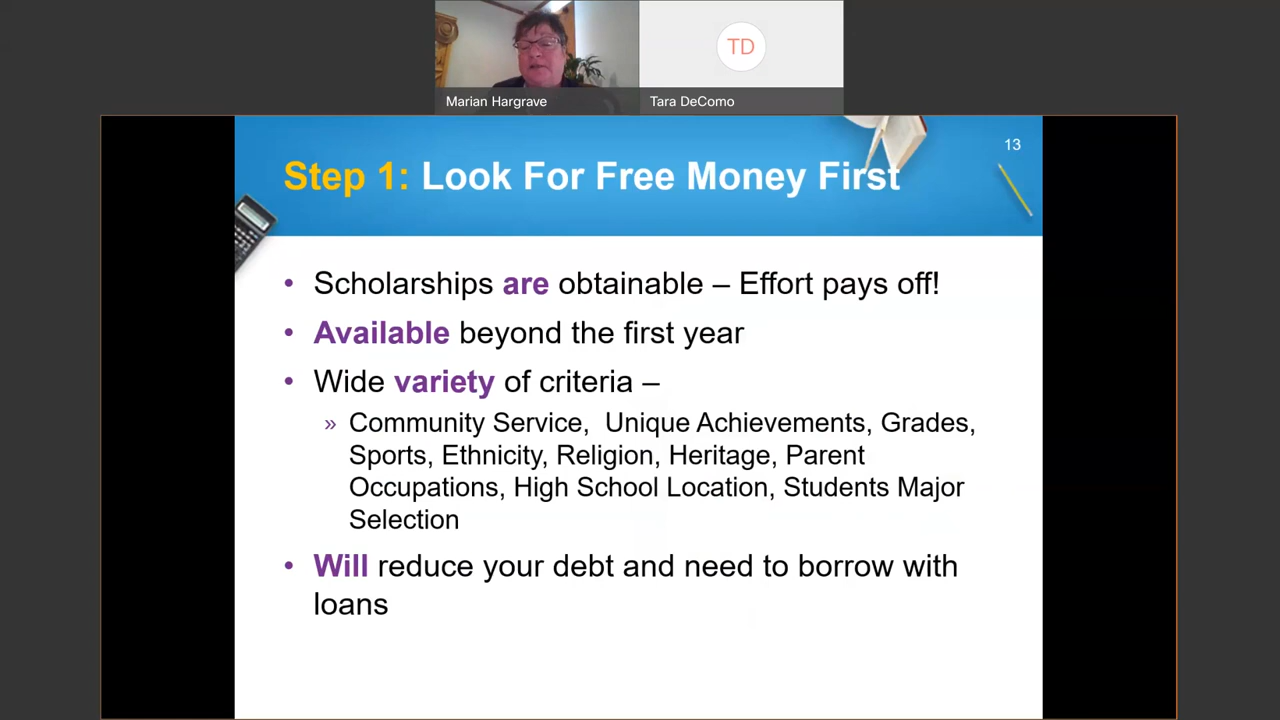 TD
Marian Hargrave
Tara DeComo
13
Step 1: Look For Free Money First
• Scholarships are obtainable – Effort pays off!
• Available beyond the first year
• Wide variety of criteria –
» Community Service,  Unique Achievements, Grades,
Sports, Ethnicity, Religion, Heritage, Parent
Occupations, High School Location, Students Major
Selection
• Will reduce your debt and need to borrow with
loans